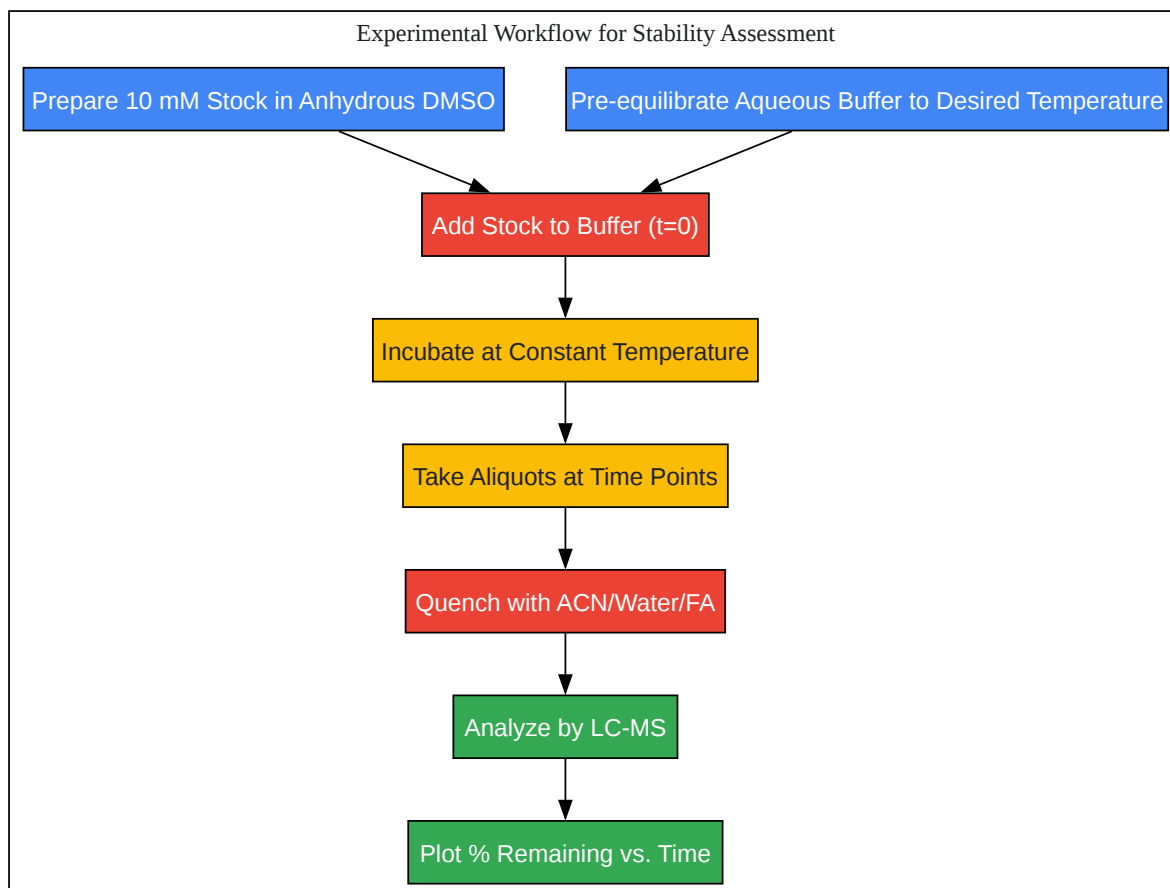 Experimental Workflow for Stability Assessment
Prepare 10 mM Stock in Anhydrous DMSO
Pre-equilibrate Aqueous Buffer to Desired Temperature
Add Stock to Buffer (t=0)
Incubate at Constant Temperature
Take Aliquots at Time Points
Quench with ACN/Water/FA
Analyze by LC-MS
Plot % Remaining vs. Time